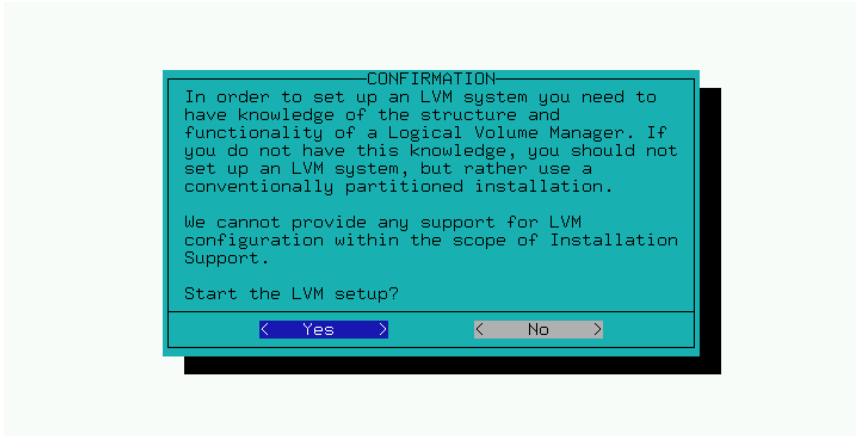 CONFIRMATION
In order to set up an LVM system you need to
have knowledge of the structure and
functionality of a Logical Volume Manager. If
you do not have this knowledge, you should not
set up an LVM system, but rather use a
conventionally partitioned installation.
We cannot provide any support for LVM
configuration within the scope of Installation
Support.
Start the LVM setup?
< Yes > < No >